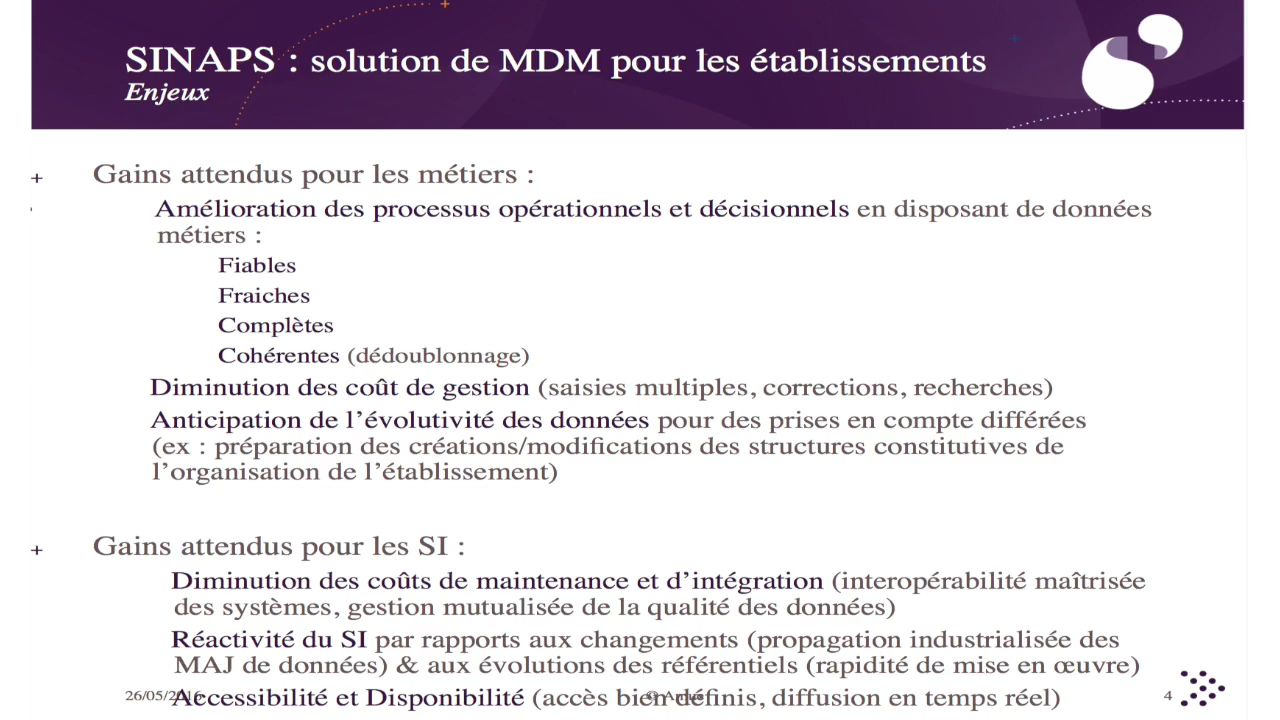 SINAPS : solution de MDM pour les établissements
Enjeux
+ Gains attendus pour les métiers :
Amélioration des processus opérationnels et décisionnels en disposant de données
métiers :
Fiables
Fraiches
Complètes
Cohérentes (dédoublonnage)
Diminution des coût de gestion (saisies multiples, corrections, recherches)
Anticipation de l’évolutivité des données pour des prises en compte différées
(ex : préparation des créations/modifications des structures constitutives de
l’organisation de l’établissement)
+ Gains attendus pour les SI :
Diminution des coûts de maintenance et d’intégration (interopérabilité maîtrisée
des systèmes, gestion mutualisée de la qualité des données)
Réactivité du SI par rapports aux changements (propagation industrialisée des
MAJ de données) & aux évolutions des référentiels (rapidité de mise en œuvre)
Accessibilité et Disponibilité (accès bien définis, diffusion en temps réel)
4